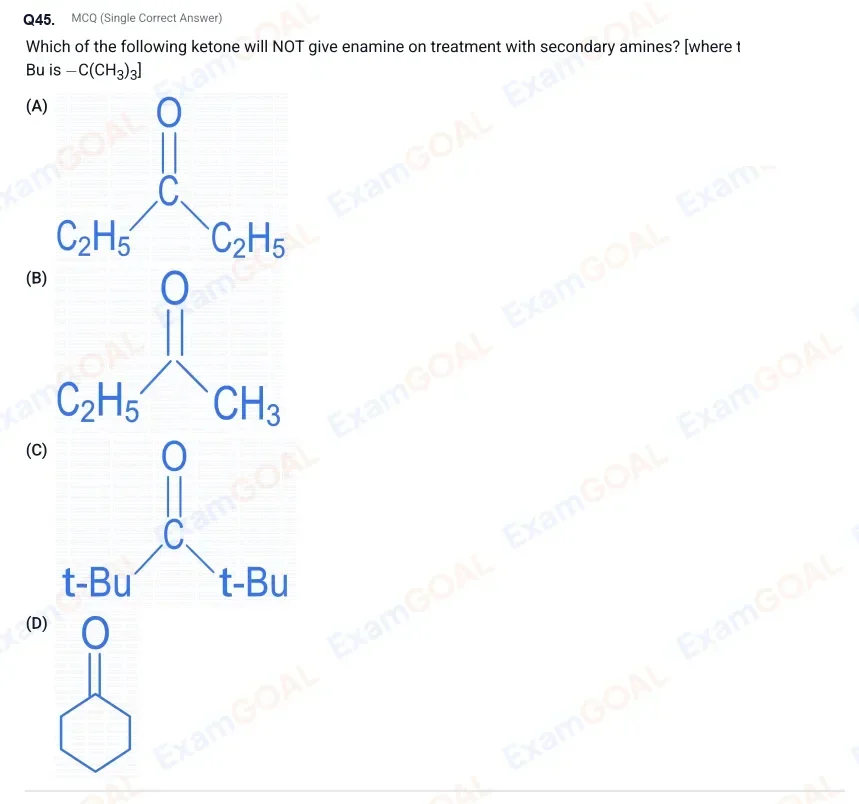 Q45. MCQ (Single Correct Answer)
Which of the following ketone will NOT give enamine on treatment with secondary amines? [where t
Bu is −C(CH₃)₃]
(A)
O
C
C₂H₅ C₂H₅
(B)
O
C₂H₅ CH₃
(C)
O
C
t-Bu t-Bu
(D)
O
ExamGOAL